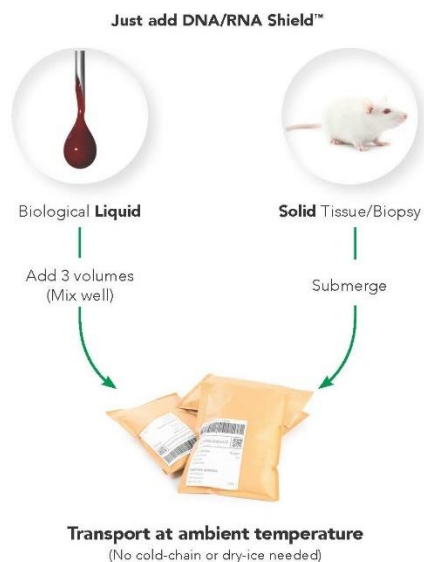 Just add DNA/RNA Shield™
Biological Liquid
Solid Tissue/Biopsy
Add 3 volumes
(Mix well)
Submerge
Transport at ambient temperature
(No cold-chain or dry-ice needed)